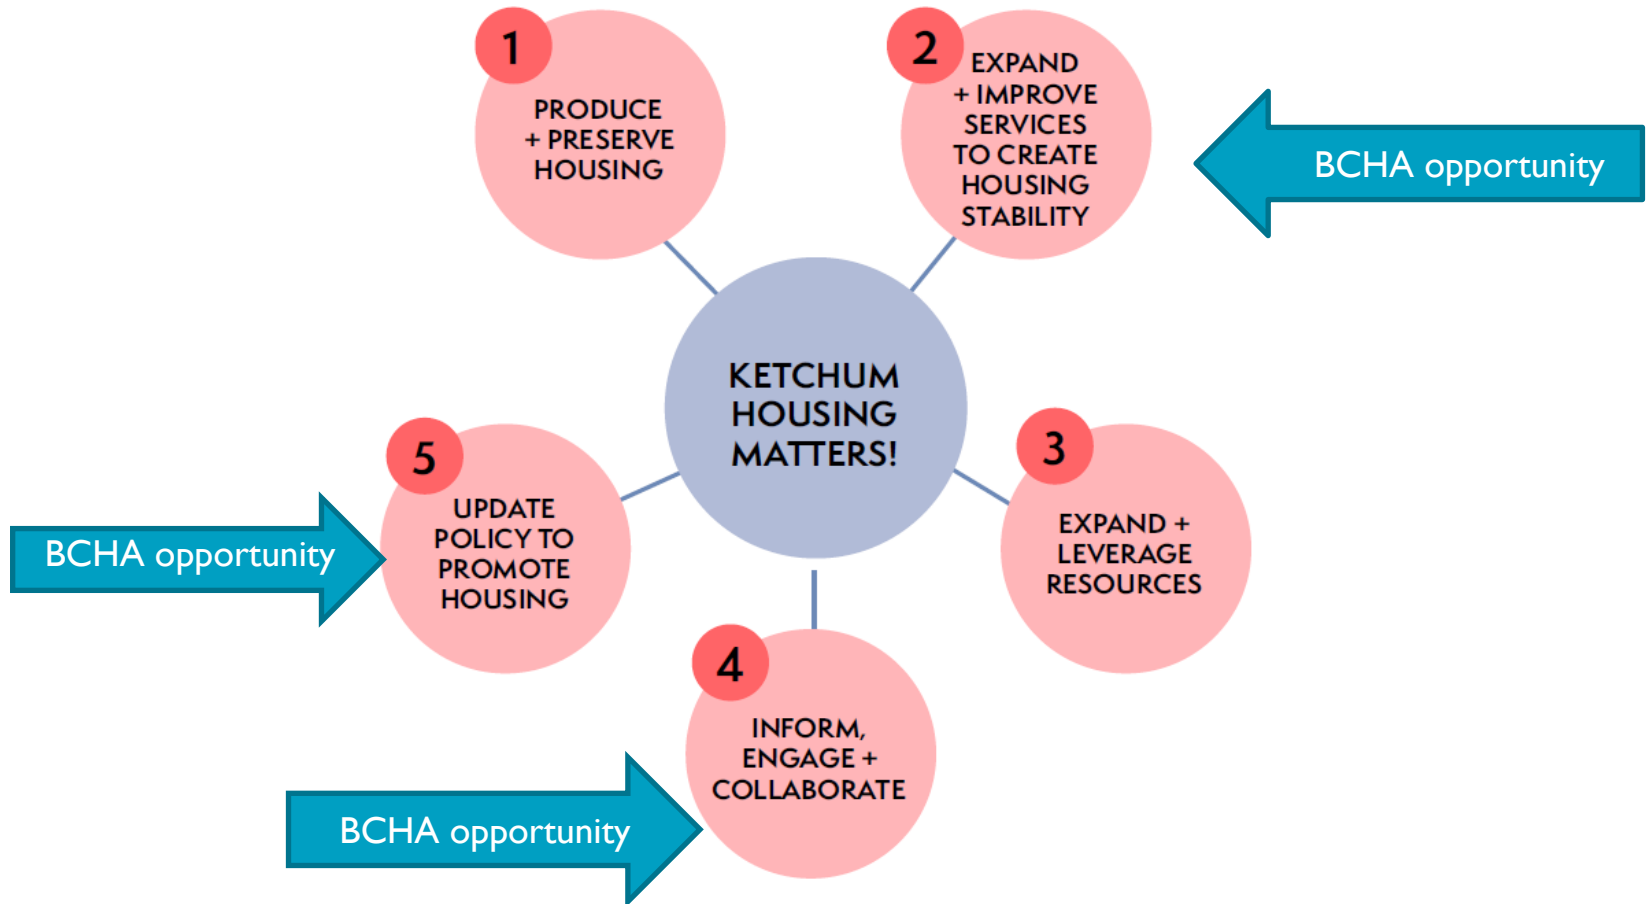 1
PRODUCE
+ PRESERVE
HOUSING
2
EXPAND
+ IMPROVE
SERVICES
TO CREATE
HOUSING
STABILITY
BCHA opportunity
KETCHUM
HOUSING
MATTERS!
3
EXPAND +
LEVERAGE
RESOURCES
4
INFORM,
ENGAGE +
COLLABORATE
BCHA opportunity
5
UPDATE
POLICY TO
PROMOTE
HOUSING
BCHA opportunity